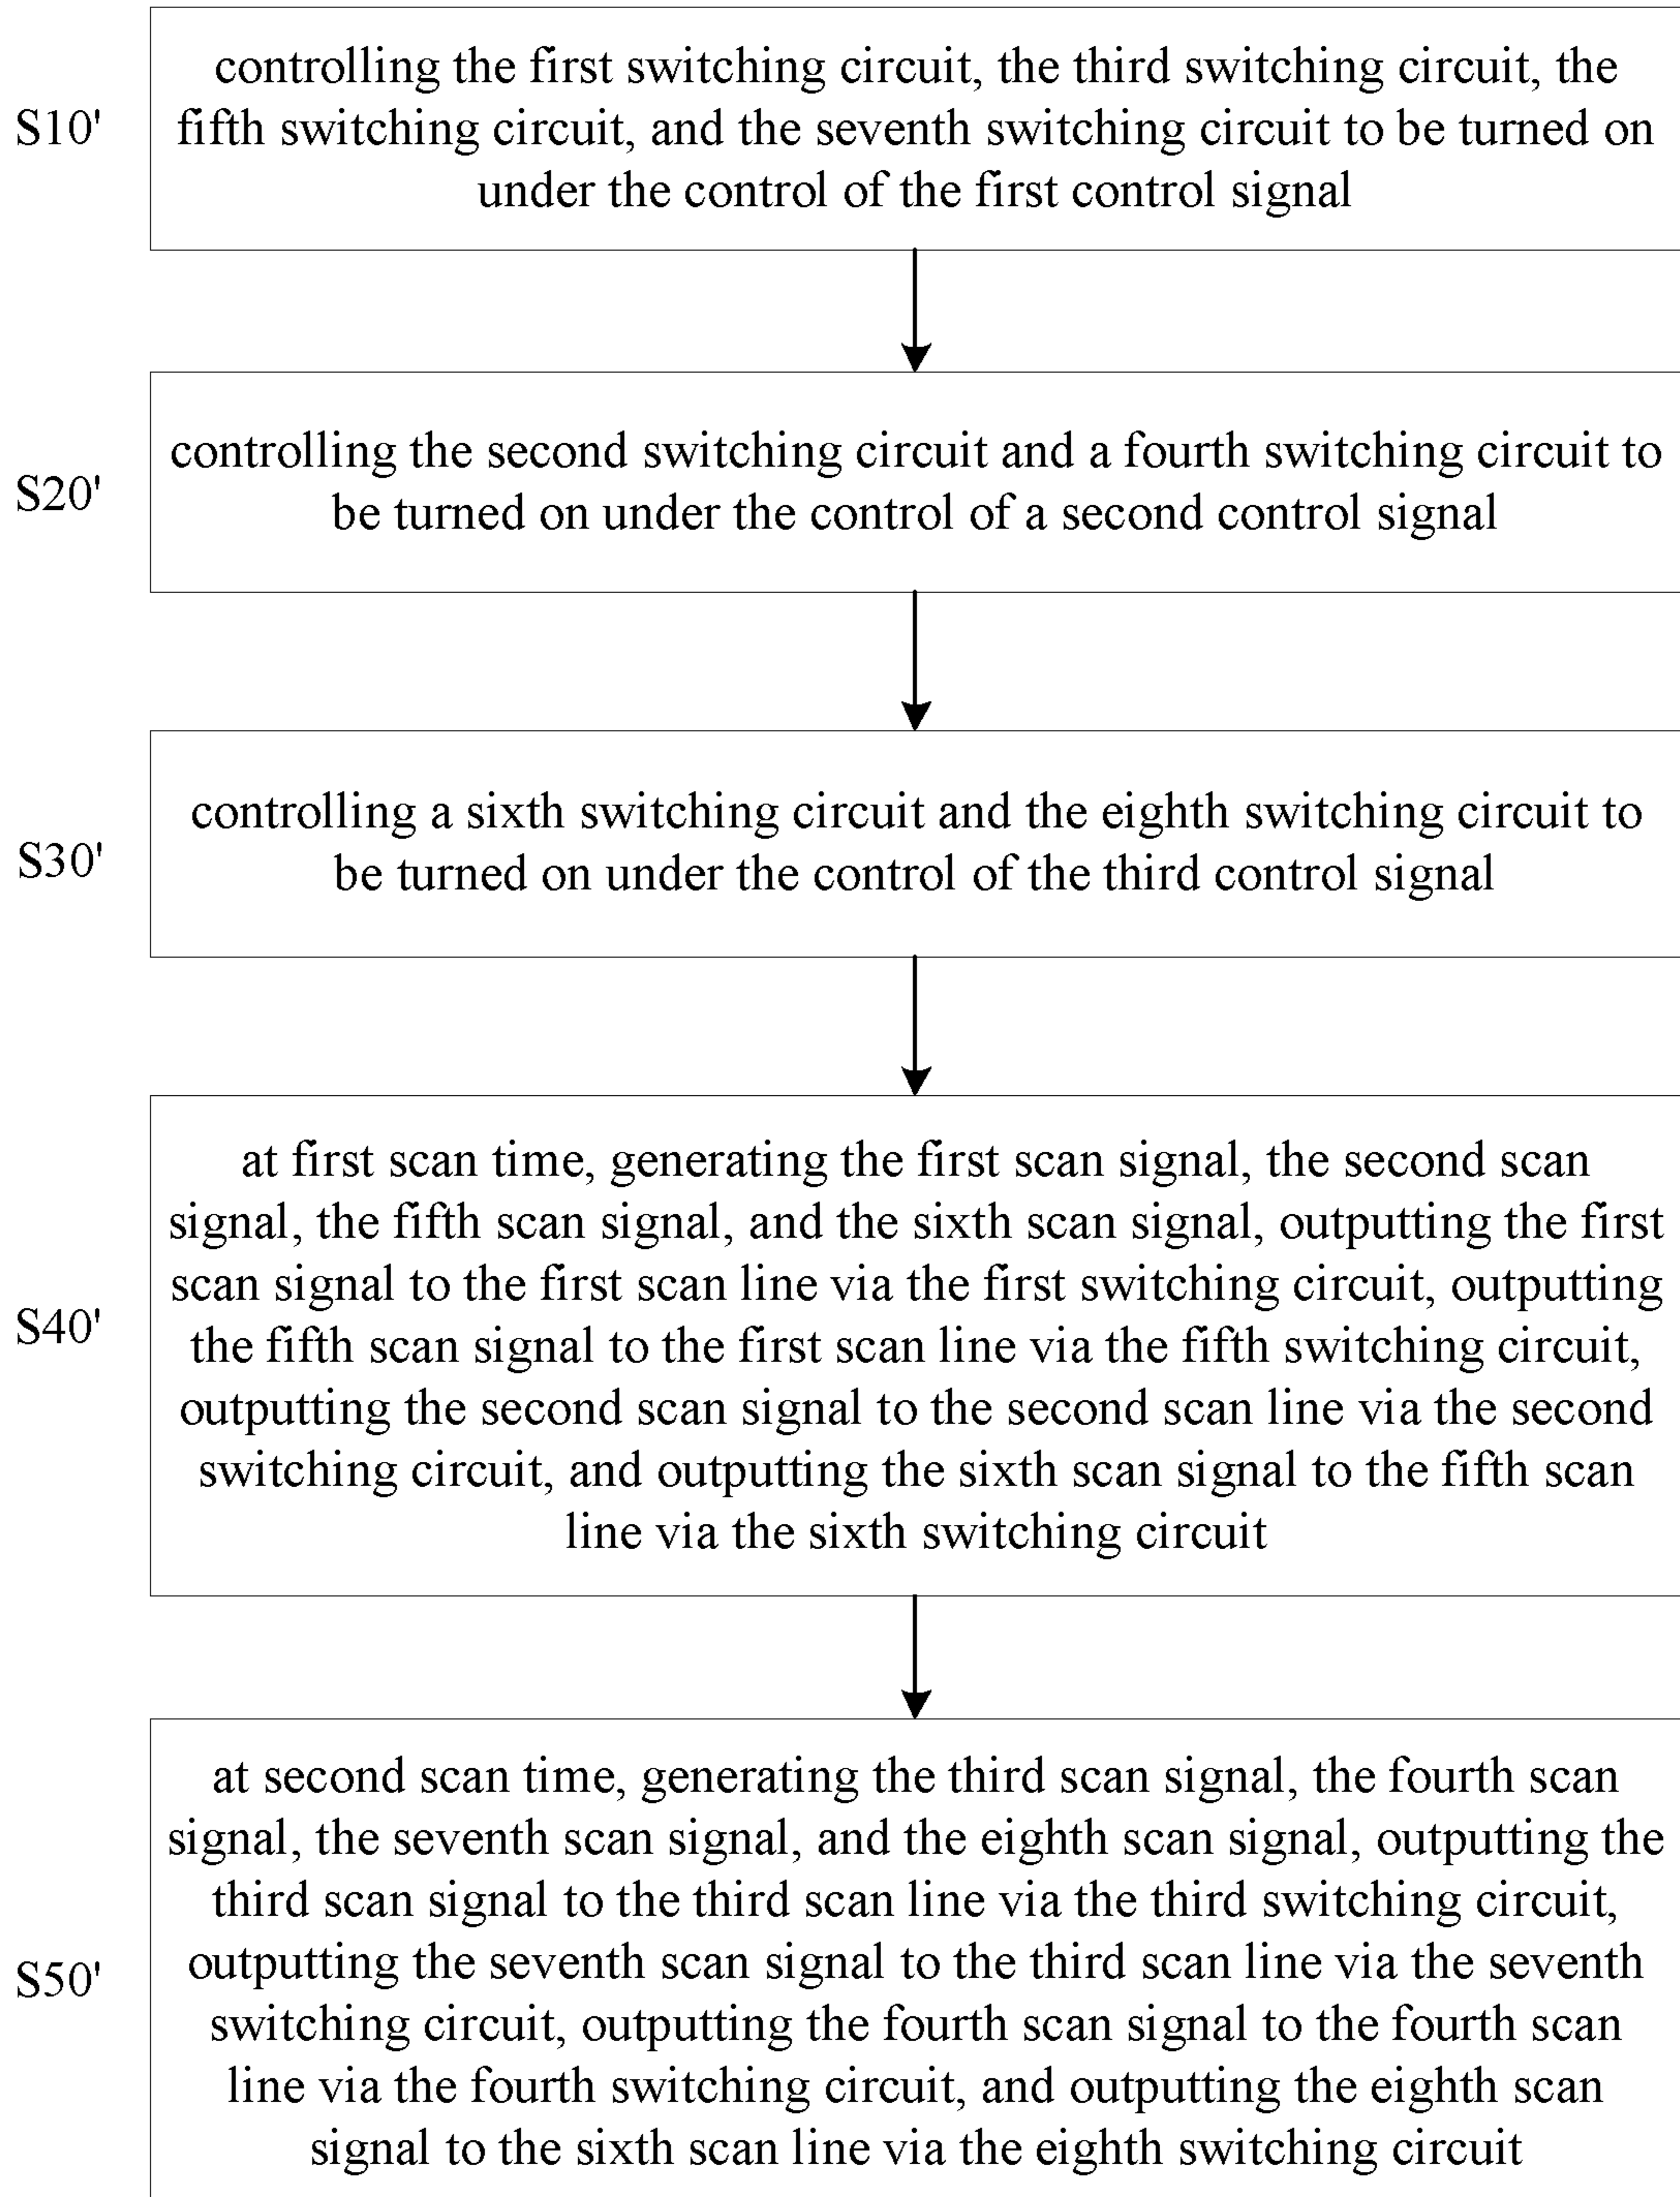 controlling the first switching circuit, the third switching circuit, the
S10'
fifth switching circuit, and the seventh switching circuit to be turned on
under the control of the first control signal
controlling the second switching circuit and a fourth switching circuit to
S20'
be turned on under the control of a second control signal
controlling a sixth switching circuit and the eighth switching circuit to
S30'
be turned on under the control of the third control signal
at first scan time, generating the first scan signal, the second scan
signal, the fifth scan signal, and the sixth scan signal, outputting the first
scan signal to the first scan line via the first switching circuit, outputting
S40'
the fifth scan signal to the first scan line via the fifth switching circuit,
outputting the second scan signal to the second scan line via the second
switching circuit, and outputting the sixth scan signal to the fifth scan
line via the sixth switching circuit
at second scan time, generating the third scan signal, the fourth scan
signal, the seventh scan signal, and the eighth scan signal, outputting the
third scan signal to the third scan line via the third switching circuit,
S50'
outputting the seventh scan signal to the third scan line via the seventh
switching circuit, outputting the fourth scan signal to the fourth scan
line via the fourth switching circuit, and outputting the eighth scan
signal to the sixth scan line via the eighth switching circuit